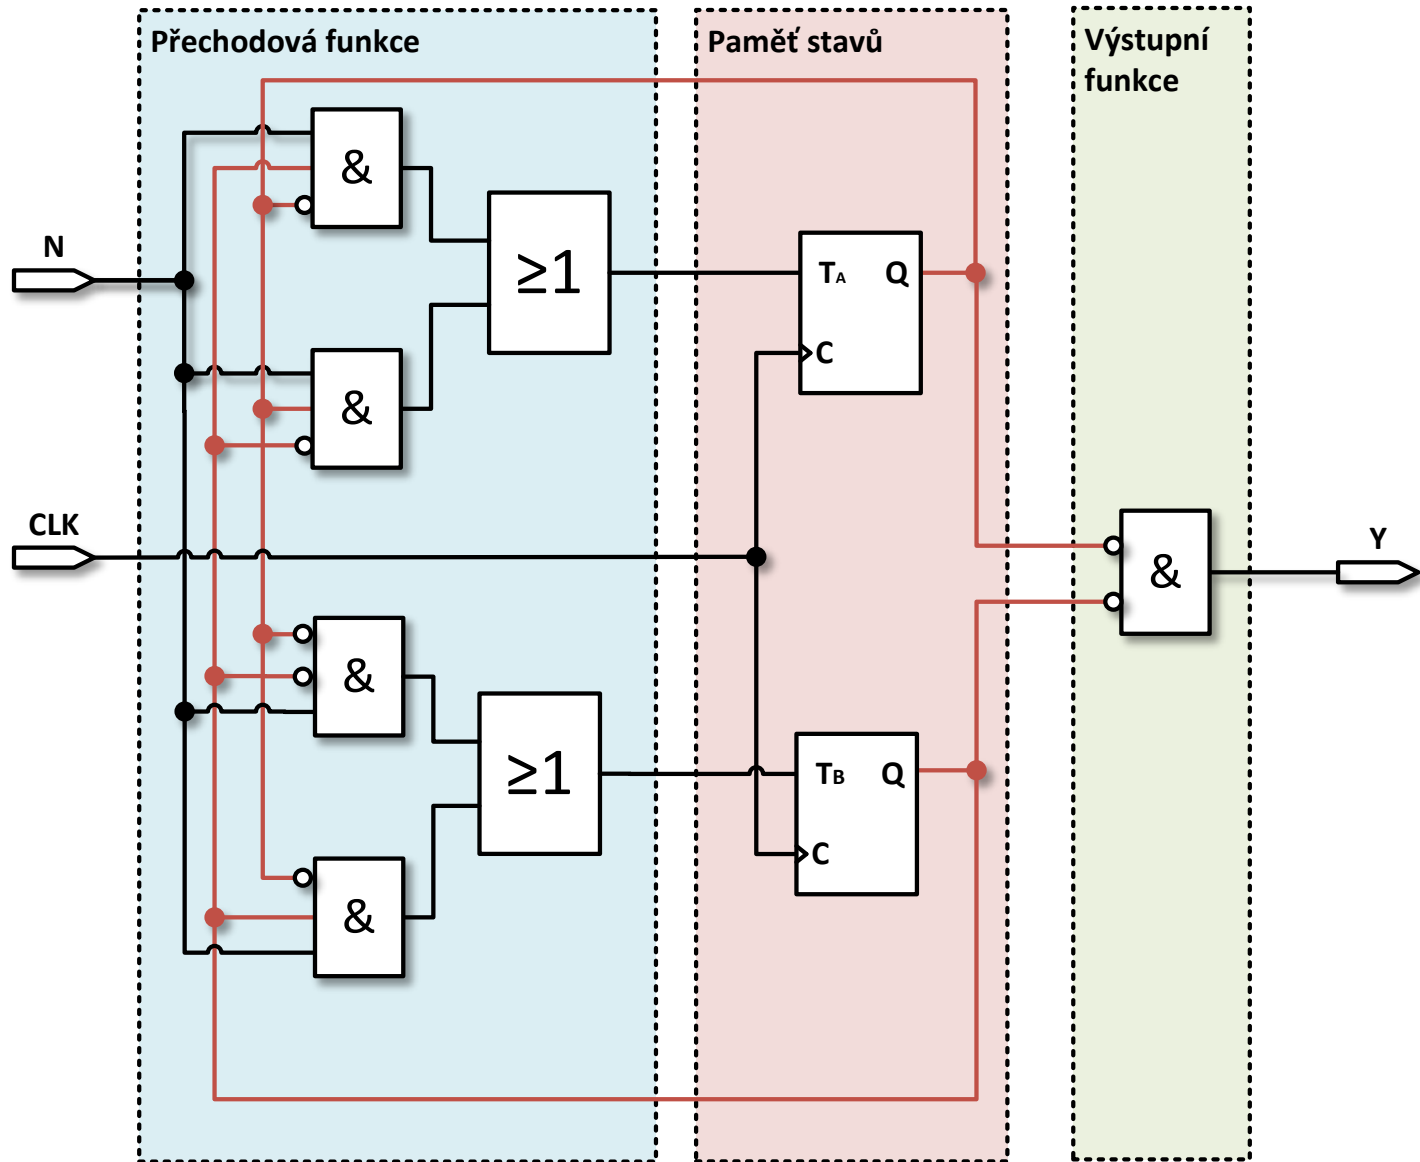 Přechodová funkce
Paměť stavů
Výstupní
funkce
&
N
≥1
TA Q
C
&
CLK
Y
&
&
≥1
TB Q
C
&